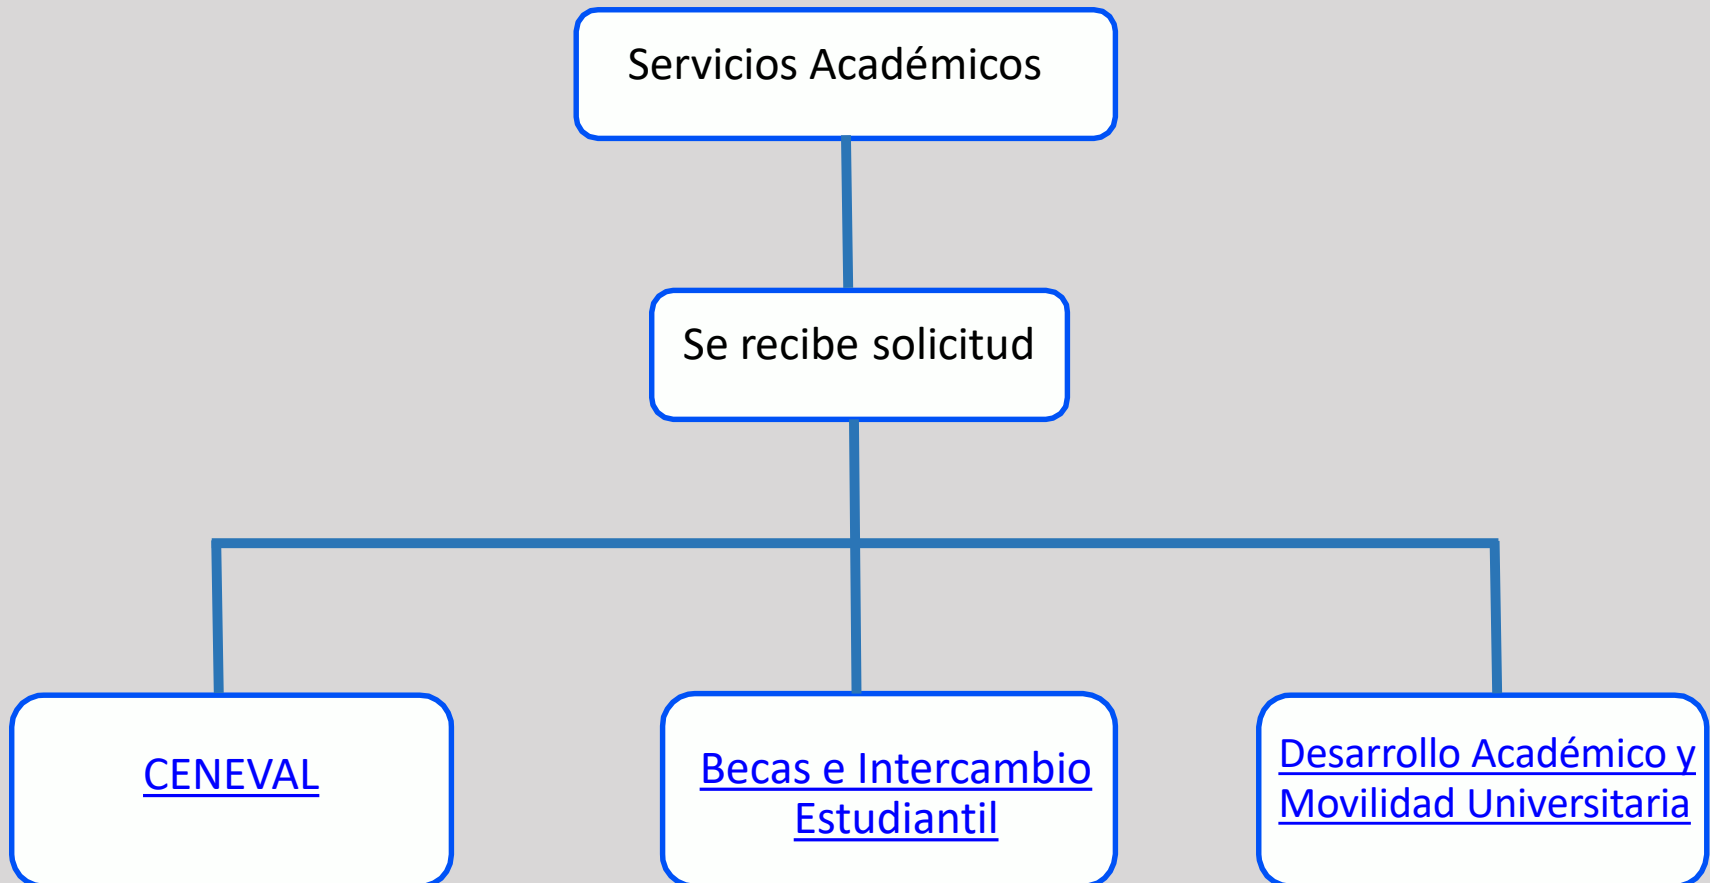 Servicios Académicos
Se recibe solicitud
CENEVAL
Becas e Intercambio
Estudiantil
Desarrollo Académico y
Movilidad Universitaria